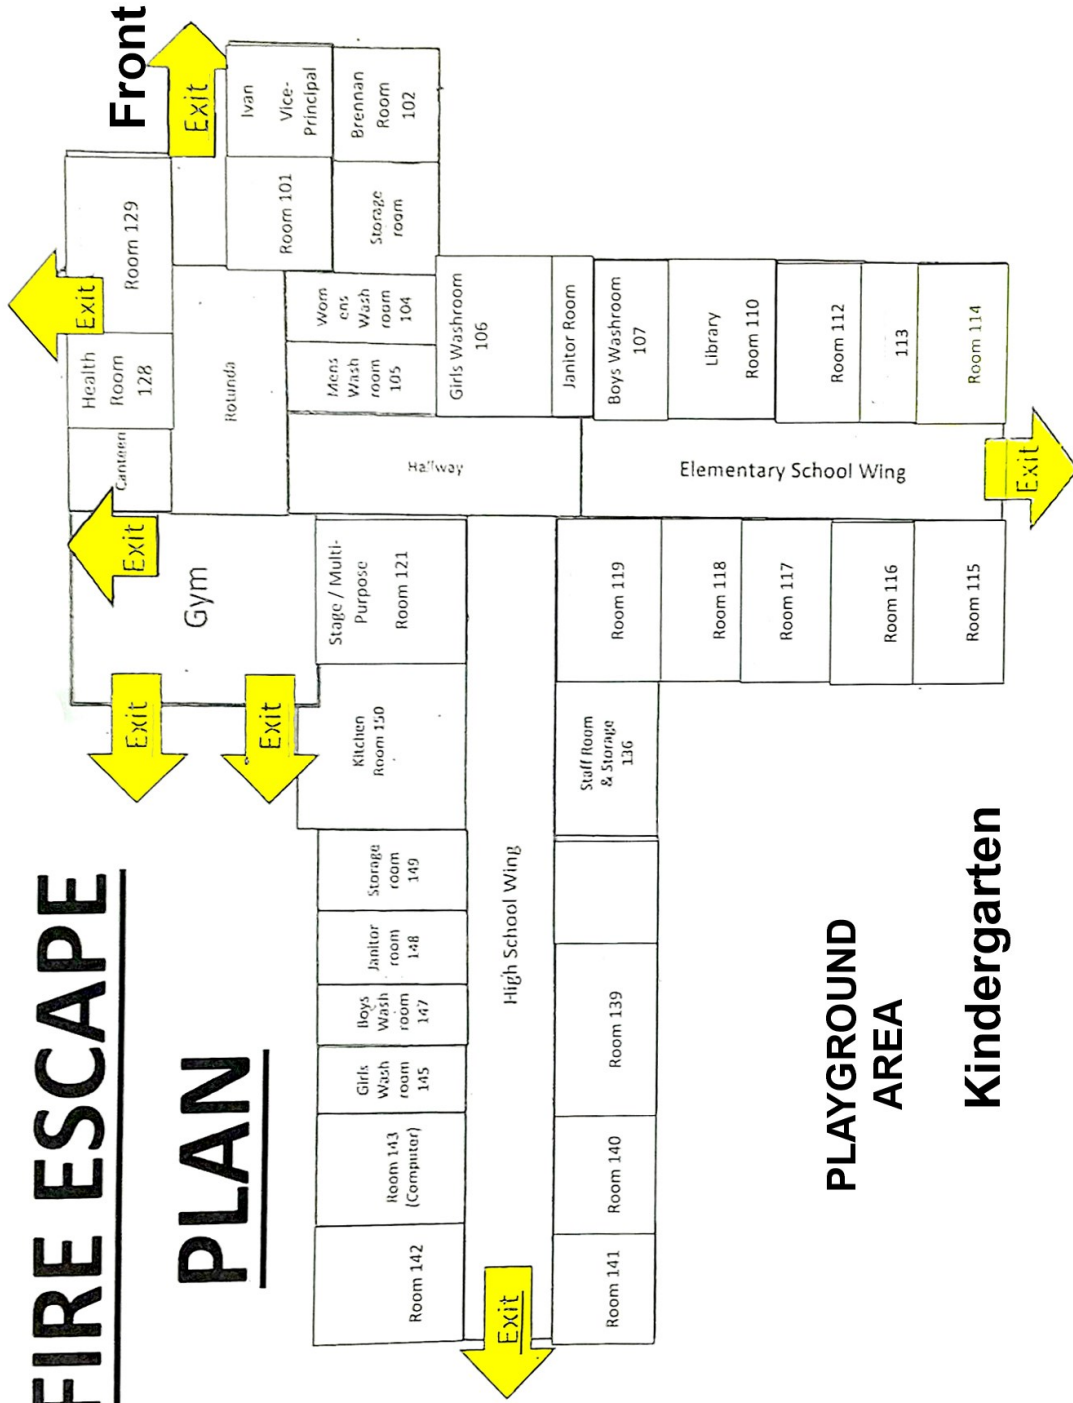 FIRE ESCAPE
PLAN
Room 142
Room 143
(Computer)
Girls
Wash
room
145
Boys
Wash
room
147
Janitor
room
148
Storage
room
149
Kitchen
Room 150
Stage / Multi-
Purpose
Room 121
Gym
Exit
Exit
Exit
Canteen
Health
Room
128
Exit
Room 129
Front
Exit
Rotunda
Ivan
Vice-
Principal
Room 101
Brennan
Room
102
Storage
room
Wom
ens
Wash
room
104
Mens
Wash
room
105
Hallway
Girls Washroom
106
Janitor Room
Boys Washroom
107
Library
Room 110
Room 112
113
Room 114
Elementary School Wing
Exit
High School Wing
Exit
Room 141
Room 140
Room 139
Staff Room
& Storage
136
Room 119
Room 118
Room 117
Room 116
Room 115
PLAYGROUND
AREA
Kindergarten